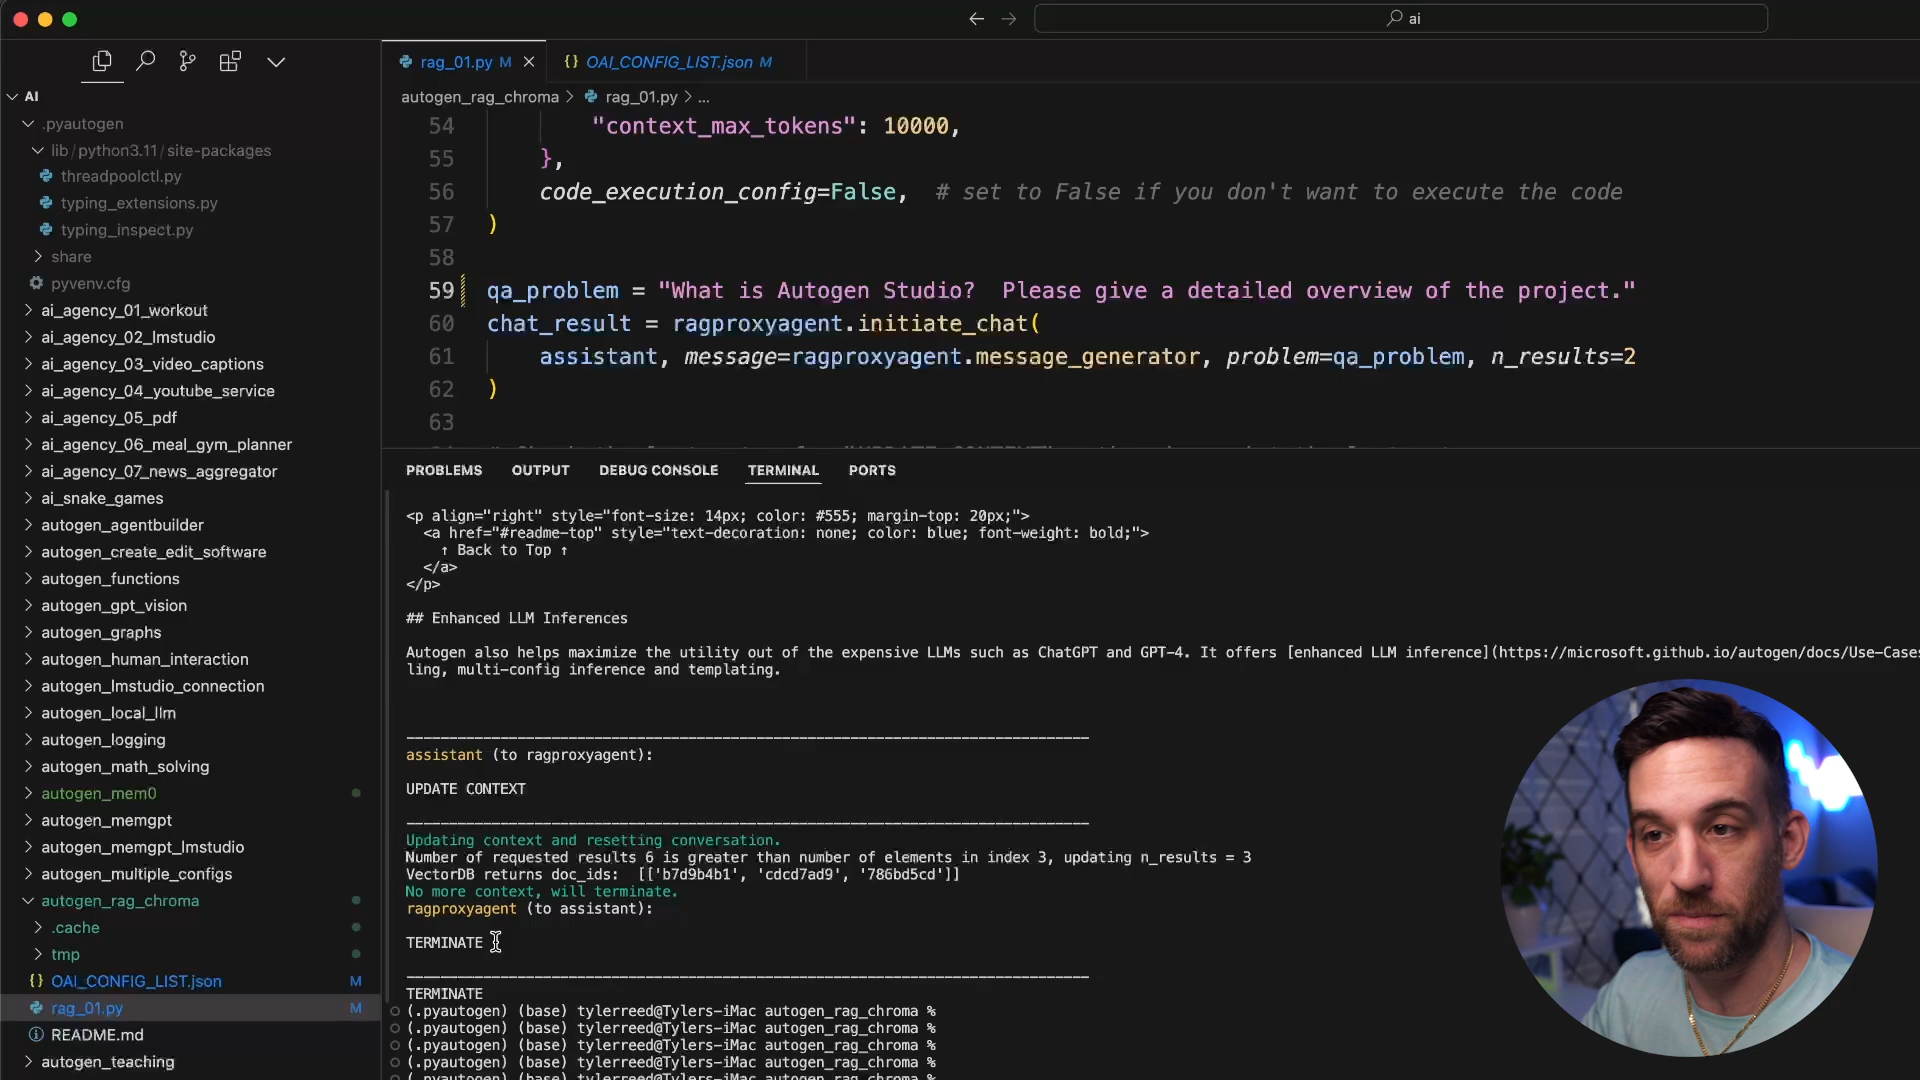 ai
rag_01.py M
{} OAI_CONFIG_LIST.json M
AI
.pyautogen
lib/python3.11/site-packages
threadpoolctl.py
typing_extensions.py
typing_inspect.py
share
pyvenv.cfg
ai_agency_01_workout
ai_agency_02_lmstudio
ai_agency_03_video_captions
ai_agency_04_youtube_service
ai_agency_05_pdf
ai_agency_06_meal_gym_planner
ai_agency_07_news_aggregator
ai_snake_games
autogen_agentbuilder
autogen_create_edit_software
autogen_functions
autogen_gpt_vision
autogen_graphs
autogen_human_interaction
autogen_lmstudio_connection
autogen_local_llm
autogen_logging
autogen_math_solving
autogen_mem0
autogen_memgpt
autogen_memgpt_lmstudio
autogen_multiple_configs
autogen_rag_chroma
.cache
tmp
{} OAI_CONFIG_LIST.json M
rag_01.py M
README.md
autogen_teaching
autogen_rag_chroma > rag_01.py > ...
54 "context_max_tokens": 10000,
55 },
56 code_execution_config=False, # set to False if you don't want to execute the code
57 )
58
59 qa_problem = "What is Autogen Studio?  Please give a detailed overview of the project."
60 chat_result = ragproxyagent.initiate_chat(
61 assistant, message=ragproxyagent.message_generator, problem=qa_problem, n_results=2
62 )
63
PROBLEMS OUTPUT DEBUG CONSOLE TERMINAL PORTS
<p align="right" style="font-size: 14px; color: #555; margin-top: 20px;">
<a href="#readme-top" style="text-decoration: none; color: blue; font-weight: bold;">
↑ Back to Top ↑
</a>
</p>
## Enhanced LLM Inferences
Autogen also helps maximize the utility out of the expensive LLMs such as ChatGPT and GPT-4. It offers [enhanced LLM inference](https://microsoft.github.io/autogen/docs/Use-Cases
ling, multi-config inference and templating.
assistant (to ragproxyagent):
UPDATE CONTEXT
Updating context and resetting conversation.
Number of requested results 6 is greater than number of elements in index 3, updating n_results = 3
VectorDB returns doc_ids:  [['b7d9b4b1', 'cdcd7ad9', '786bd5cd']]
No more context, will terminate.
ragproxyagent (to assistant):
TERMINATE
TERMINATE
(.pyautogen) (base) tylerreed@Tylers-iMac autogen_rag_chroma %
(.pyautogen) (base) tylerreed@Tylers-iMac autogen_rag_chroma %
(.pyautogen) (base) tylerreed@Tylers-iMac autogen_rag_chroma %
(.pyautogen) (base) tylerreed@Tylers-iMac autogen_rag_chroma %
(.pyautogen) (base) tylerreed@Tylers-iMac autogen_rag_chroma %